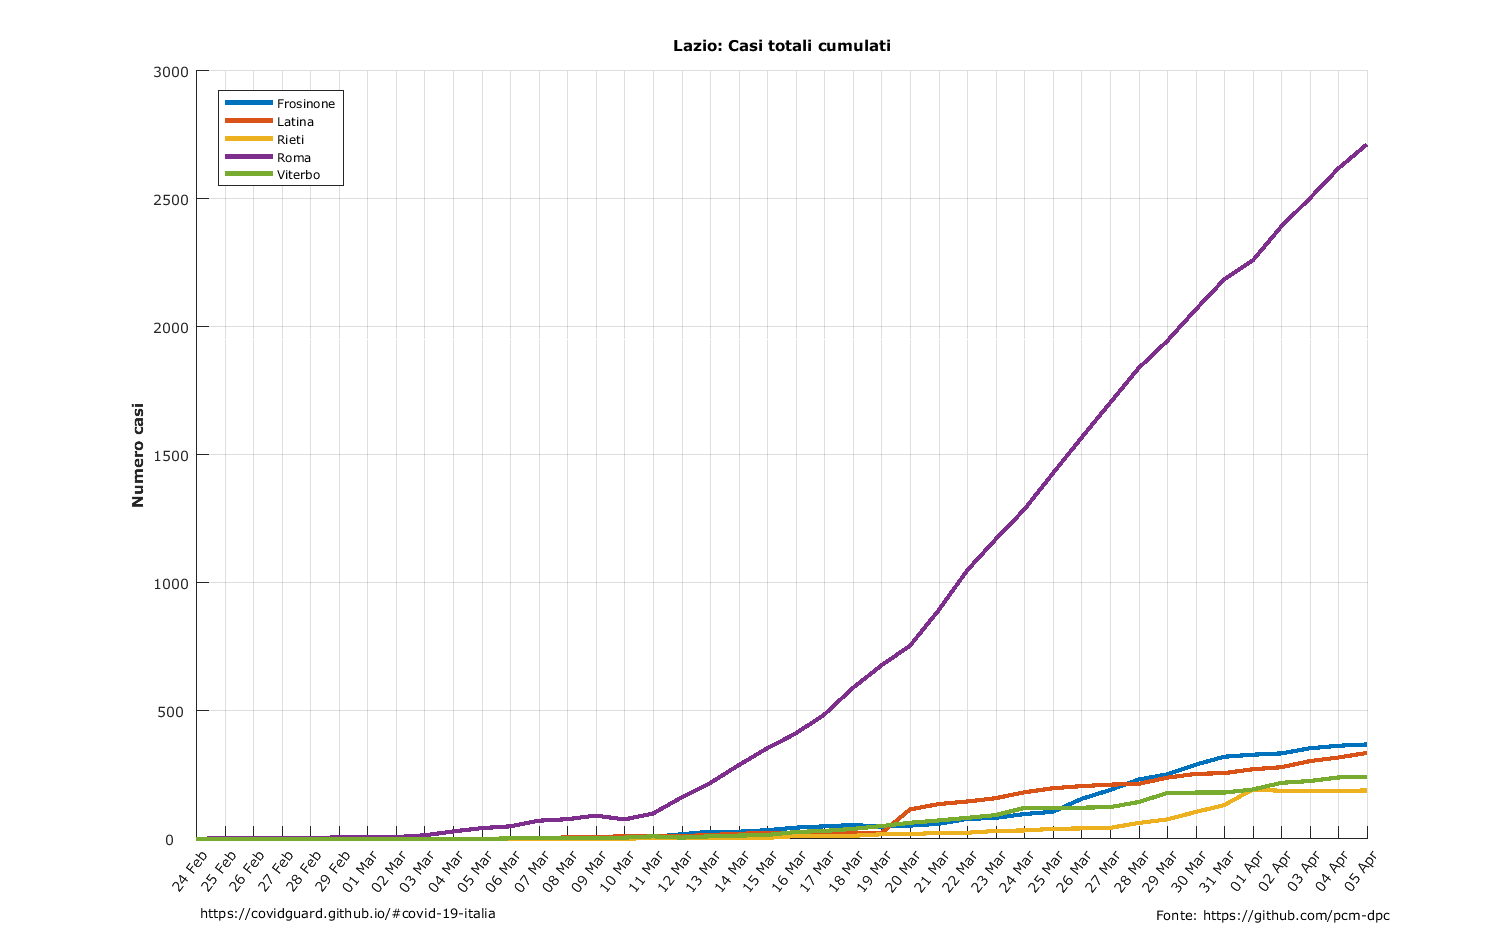 Lazio: Casi totali cumulati
Numero casi
3000
2500
2000
1500
1000
500
0
Frosinone
Latina
Rieti
Roma
Viterbo
24 Feb
25 Feb
26 Feb
27 Feb
28 Feb
29 Feb
01 Mar
02 Mar
03 Mar
04 Mar
05 Mar
06 Mar
07 Mar
08 Mar
09 Mar
10 Mar
11 Mar
12 Mar
13 Mar
14 Mar
15 Mar
16 Mar
17 Mar
18 Mar
19 Mar
20 Mar
21 Mar
22 Mar
23 Mar
24 Mar
25 Mar
26 Mar
27 Mar
28 Mar
29 Mar
30 Mar
31 Mar
01 Apr
02 Apr
03 Apr
04 Apr
05 Apr
https://covidguard.github.io/#covid-19-italia
Fonte: https://github.com/pcm-dpc